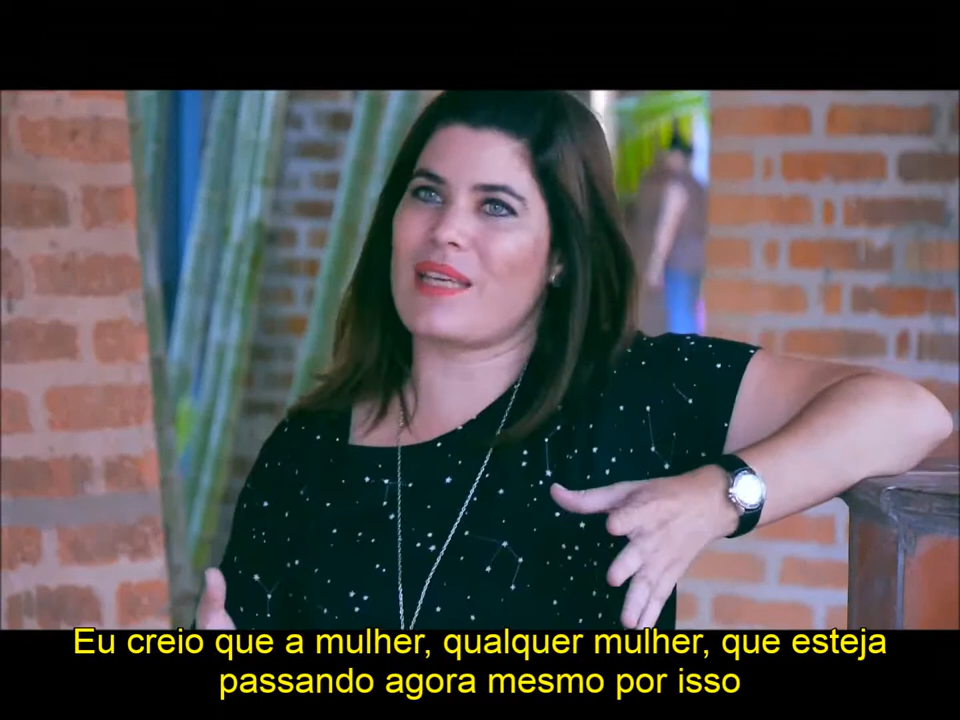 Eu creio que a mulher, qualquer mulher, que esteja
passando agora mesmo por isso